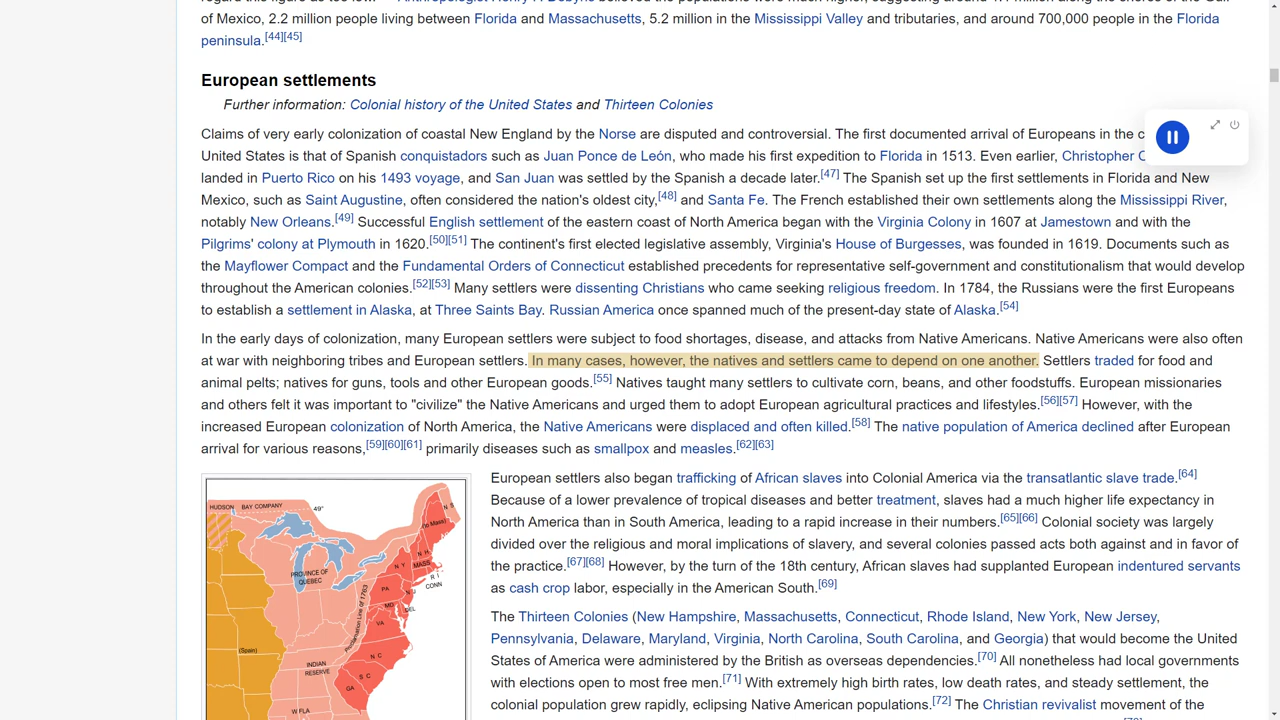 of Mexico, 2.2 million people living between Florida and Massachusetts, 5.2 million in the Mississippi Valley and tributaries, and around 700,000 people in the Florida
peninsula.[44][45]
European settlements
Further information: Colonial history of the United States and Thirteen Colonies
Claims of very early colonization of coastal New England by the Norse are disputed and controversial. The first documented arrival of Europeans in the c
United States is that of Spanish conquistadors such as Juan Ponce de León, who made his first expedition to Florida in 1513. Even earlier, Christopher C
landed in Puerto Rico on his 1493 voyage, and San Juan was settled by the Spanish a decade later.[47] The Spanish set up the first settlements in Florida and New
Mexico, such as Saint Augustine, often considered the nation's oldest city,[48] and Santa Fe. The French established their own settlements along the Mississippi River,
notably New Orleans.[49] Successful English settlement of the eastern coast of North America began with the Virginia Colony in 1607 at Jamestown and with the
Pilgrims' colony at Plymouth in 1620.[50][51] The continent's first elected legislative assembly, Virginia's House of Burgesses, was founded in 1619. Documents such as
the Mayflower Compact and the Fundamental Orders of Connecticut established precedents for representative self-government and constitutionalism that would develop
throughout the American colonies.[52][53] Many settlers were dissenting Christians who came seeking religious freedom. In 1784, the Russians were the first Europeans
to establish a settlement in Alaska, at Three Saints Bay. Russian America once spanned much of the present-day state of Alaska.[54]
In the early days of colonization, many European settlers were subject to food shortages, disease, and attacks from Native Americans. Native Americans were also often
at war with neighboring tribes and European settlers. In many cases, however, the natives and settlers came to depend on one another. Settlers traded for food and
animal pelts; natives for guns, tools and other European goods.[55] Natives taught many settlers to cultivate corn, beans, and other foodstuffs. European missionaries
and others felt it was important to "civilize" the Native Americans and urged them to adopt European agricultural practices and lifestyles.[56][57] However, with the
increased European colonization of North America, the Native Americans were displaced and often killed.[58] The native population of America declined after European
arrival for various reasons,[59][60][61] primarily diseases such as smallpox and measles.[62][63]
European settlers also began trafficking of African slaves into Colonial America via the transatlantic slave trade.[64]
Because of a lower prevalence of tropical diseases and better treatment, slaves had a much higher life expectancy in
North America than in South America, leading to a rapid increase in their numbers.[65][66] Colonial society was largely
divided over the religious and moral implications of slavery, and several colonies passed acts both against and in favor of
the practice.[67][68] However, by the turn of the 18th century, African slaves had supplanted European indentured servants
as cash crop labor, especially in the American South.[69]
The Thirteen Colonies (New Hampshire, Massachusetts, Connecticut, Rhode Island, New York, New Jersey,
Pennsylvania, Delaware, Maryland, Virginia, North Carolina, South Carolina, and Georgia) that would become the United
States of America were administered by the British as overseas dependencies.[70] All nonetheless had local governments
with elections open to most free men.[71] With extremely high birth rates, low death rates, and steady settlement, the
colonial population grew rapidly, eclipsing Native American populations.[72] The Christian revivalist movement of the
HUDSON BAY COMPANY 49°
N S
(to Mass)
PROVINCE OF
QUEBEC
N Y
N H
MASS
R I
CONN
PA
N J
MD
DEL
VA
Proclamation Line of 1763
(Spain)
INDIAN
RESERVE
N C
S C
GA
W FLA